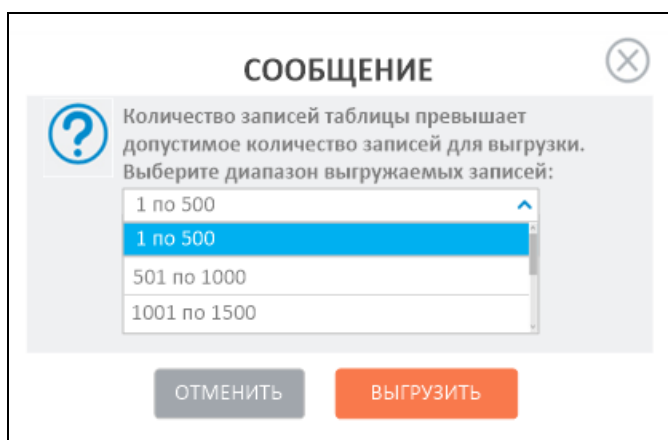 СООБЩЕНИЕ
Количество записей таблицы превышает
допустимое количество записей для выгрузки.
Выберите диапазон выгружаемых записей:
1 по 500
1 по 500
501 по 1000
1001 по 1500
ОТМЕНИТЬ ВЫГРУЗИТЬ